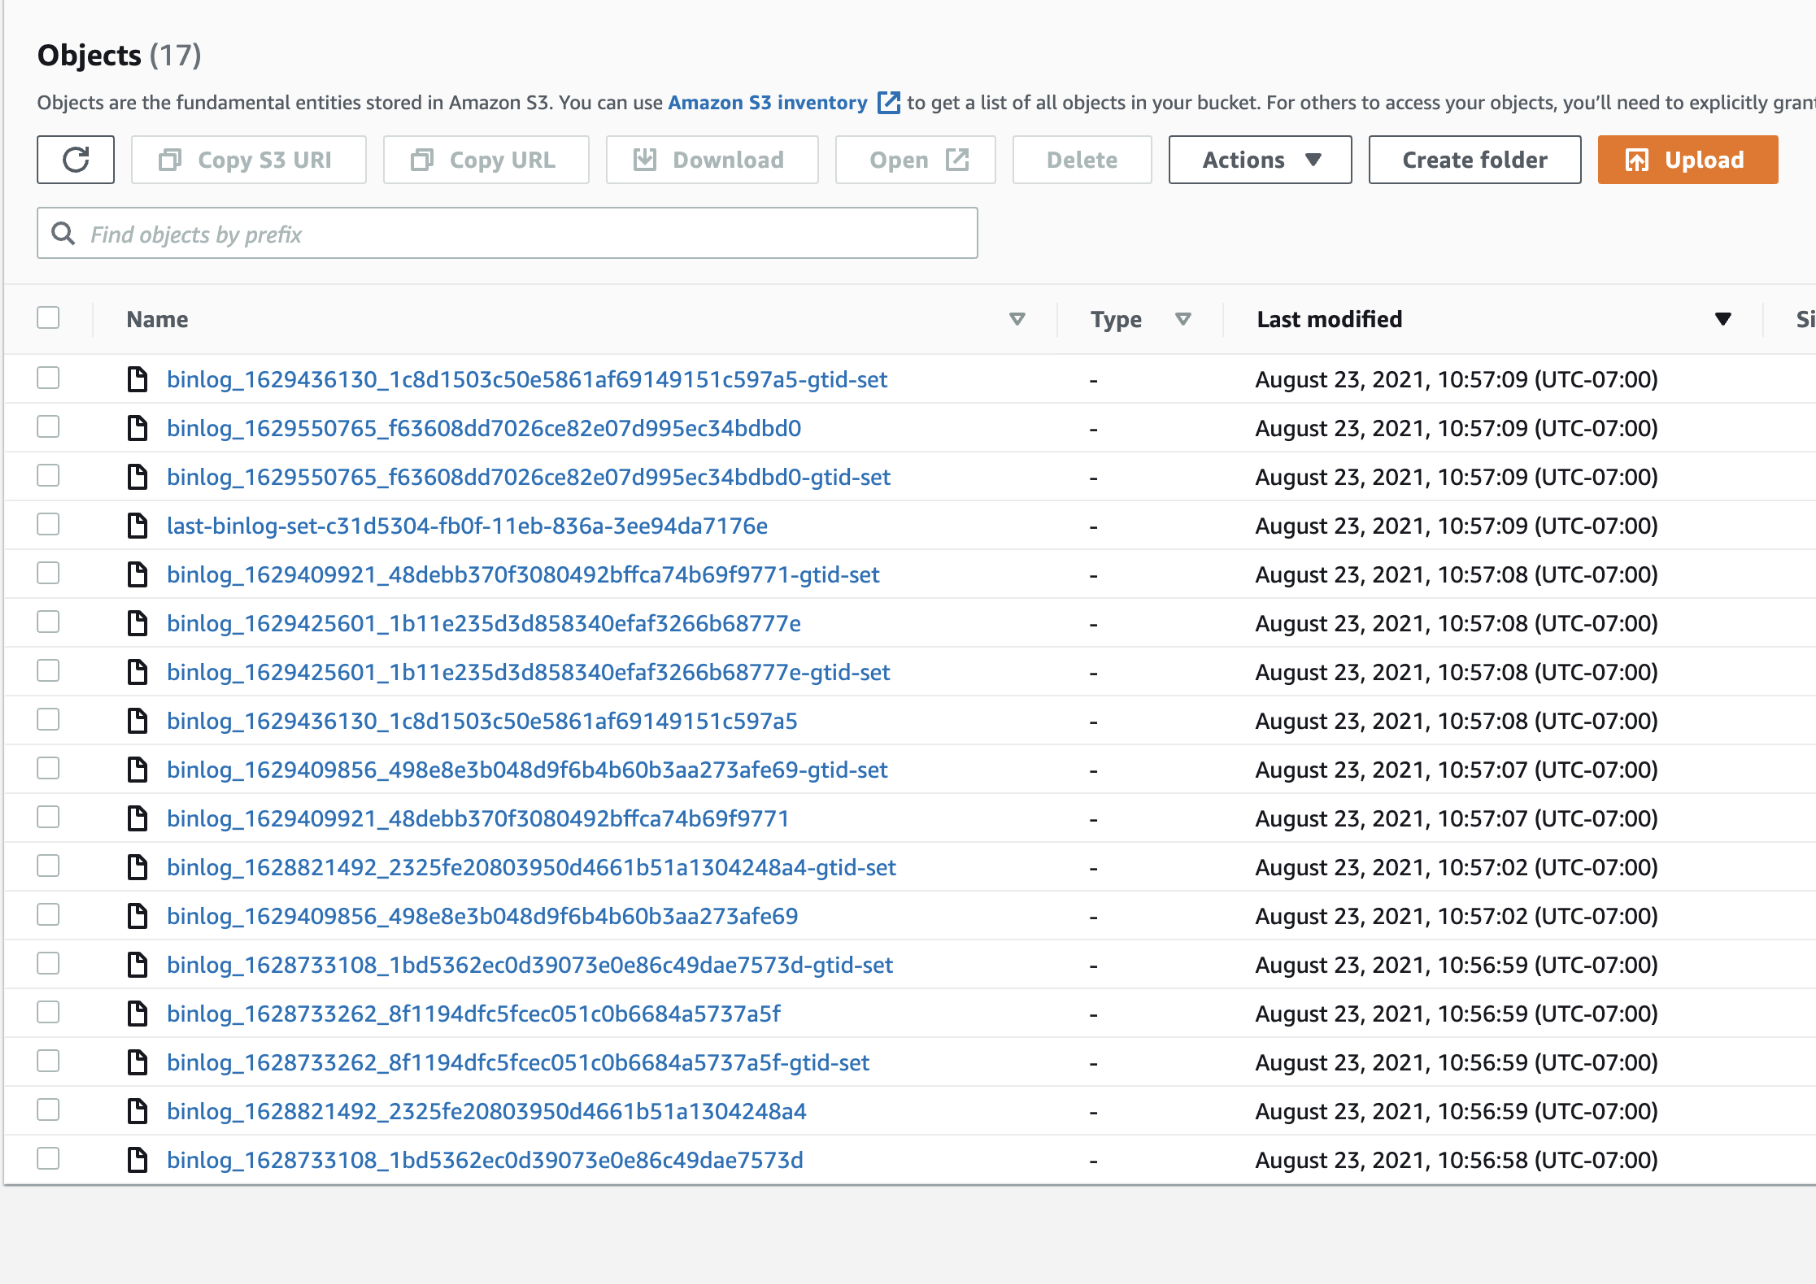 Objects (17)
Objects are the fundamental entities stored in Amazon S3. You can use Amazon S3 inventory to get a list of all objects in your bucket. For others to access your objects, you'll need to explicitly grant
Copy S3 URI Copy URL Download Open Delete Actions Create folder Upload
Find objects by prefix
Name Type Last modified Si
binlog_1629436130_1c8d1503c50e5861af69149151c597a5-gtid-set - August 23, 2021, 10:57:09 (UTC-07:00)
binlog_1629550765_f63608dd7026ce82e07d995ec34bdbd0 - August 23, 2021, 10:57:09 (UTC-07:00)
binlog_1629550765_f63608dd7026ce82e07d995ec34bdbd0-gtid-set - August 23, 2021, 10:57:09 (UTC-07:00)
last-binlog-set-c31d5304-fb0f-11eb-836a-3ee94da7176e - August 23, 2021, 10:57:09 (UTC-07:00)
binlog_1629409921_48debb370f3080492bffca74b69f9771-gtid-set - August 23, 2021, 10:57:08 (UTC-07:00)
binlog_1629425601_1b11e235d3d858340efaf3266b68777e - August 23, 2021, 10:57:08 (UTC-07:00)
binlog_1629425601_1b11e235d3d858340efaf3266b68777e-gtid-set - August 23, 2021, 10:57:08 (UTC-07:00)
binlog_1629436130_1c8d1503c50e5861af69149151c597a5 - August 23, 2021, 10:57:08 (UTC-07:00)
binlog_1629409856_498e8e3b048d9f6b4b60b3aa273afe69-gtid-set - August 23, 2021, 10:57:07 (UTC-07:00)
binlog_1629409921_48debb370f3080492bffca74b69f9771 - August 23, 2021, 10:57:07 (UTC-07:00)
binlog_1628821492_2325fe20803950d4661b51a1304248a4-gtid-set - August 23, 2021, 10:57:02 (UTC-07:00)
binlog_1629409856_498e8e3b048d9f6b4b60b3aa273afe69 - August 23, 2021, 10:57:02 (UTC-07:00)
binlog_1628733108_1bd5362ec0d39073e0e86c49dae7573d-gtid-set - August 23, 2021, 10:56:59 (UTC-07:00)
binlog_1628733262_8f1194dfc5fcec051c0b6684a5737a5f - August 23, 2021, 10:56:59 (UTC-07:00)
binlog_1628733262_8f1194dfc5fcec051c0b6684a5737a5f-gtid-set - August 23, 2021, 10:56:59 (UTC-07:00)
binlog_1628821492_2325fe20803950d4661b51a1304248a4 - August 23, 2021, 10:56:59 (UTC-07:00)
binlog_1628733108_1bd5362ec0d39073e0e86c49dae7573d - August 23, 2021, 10:56:58 (UTC-07:00)